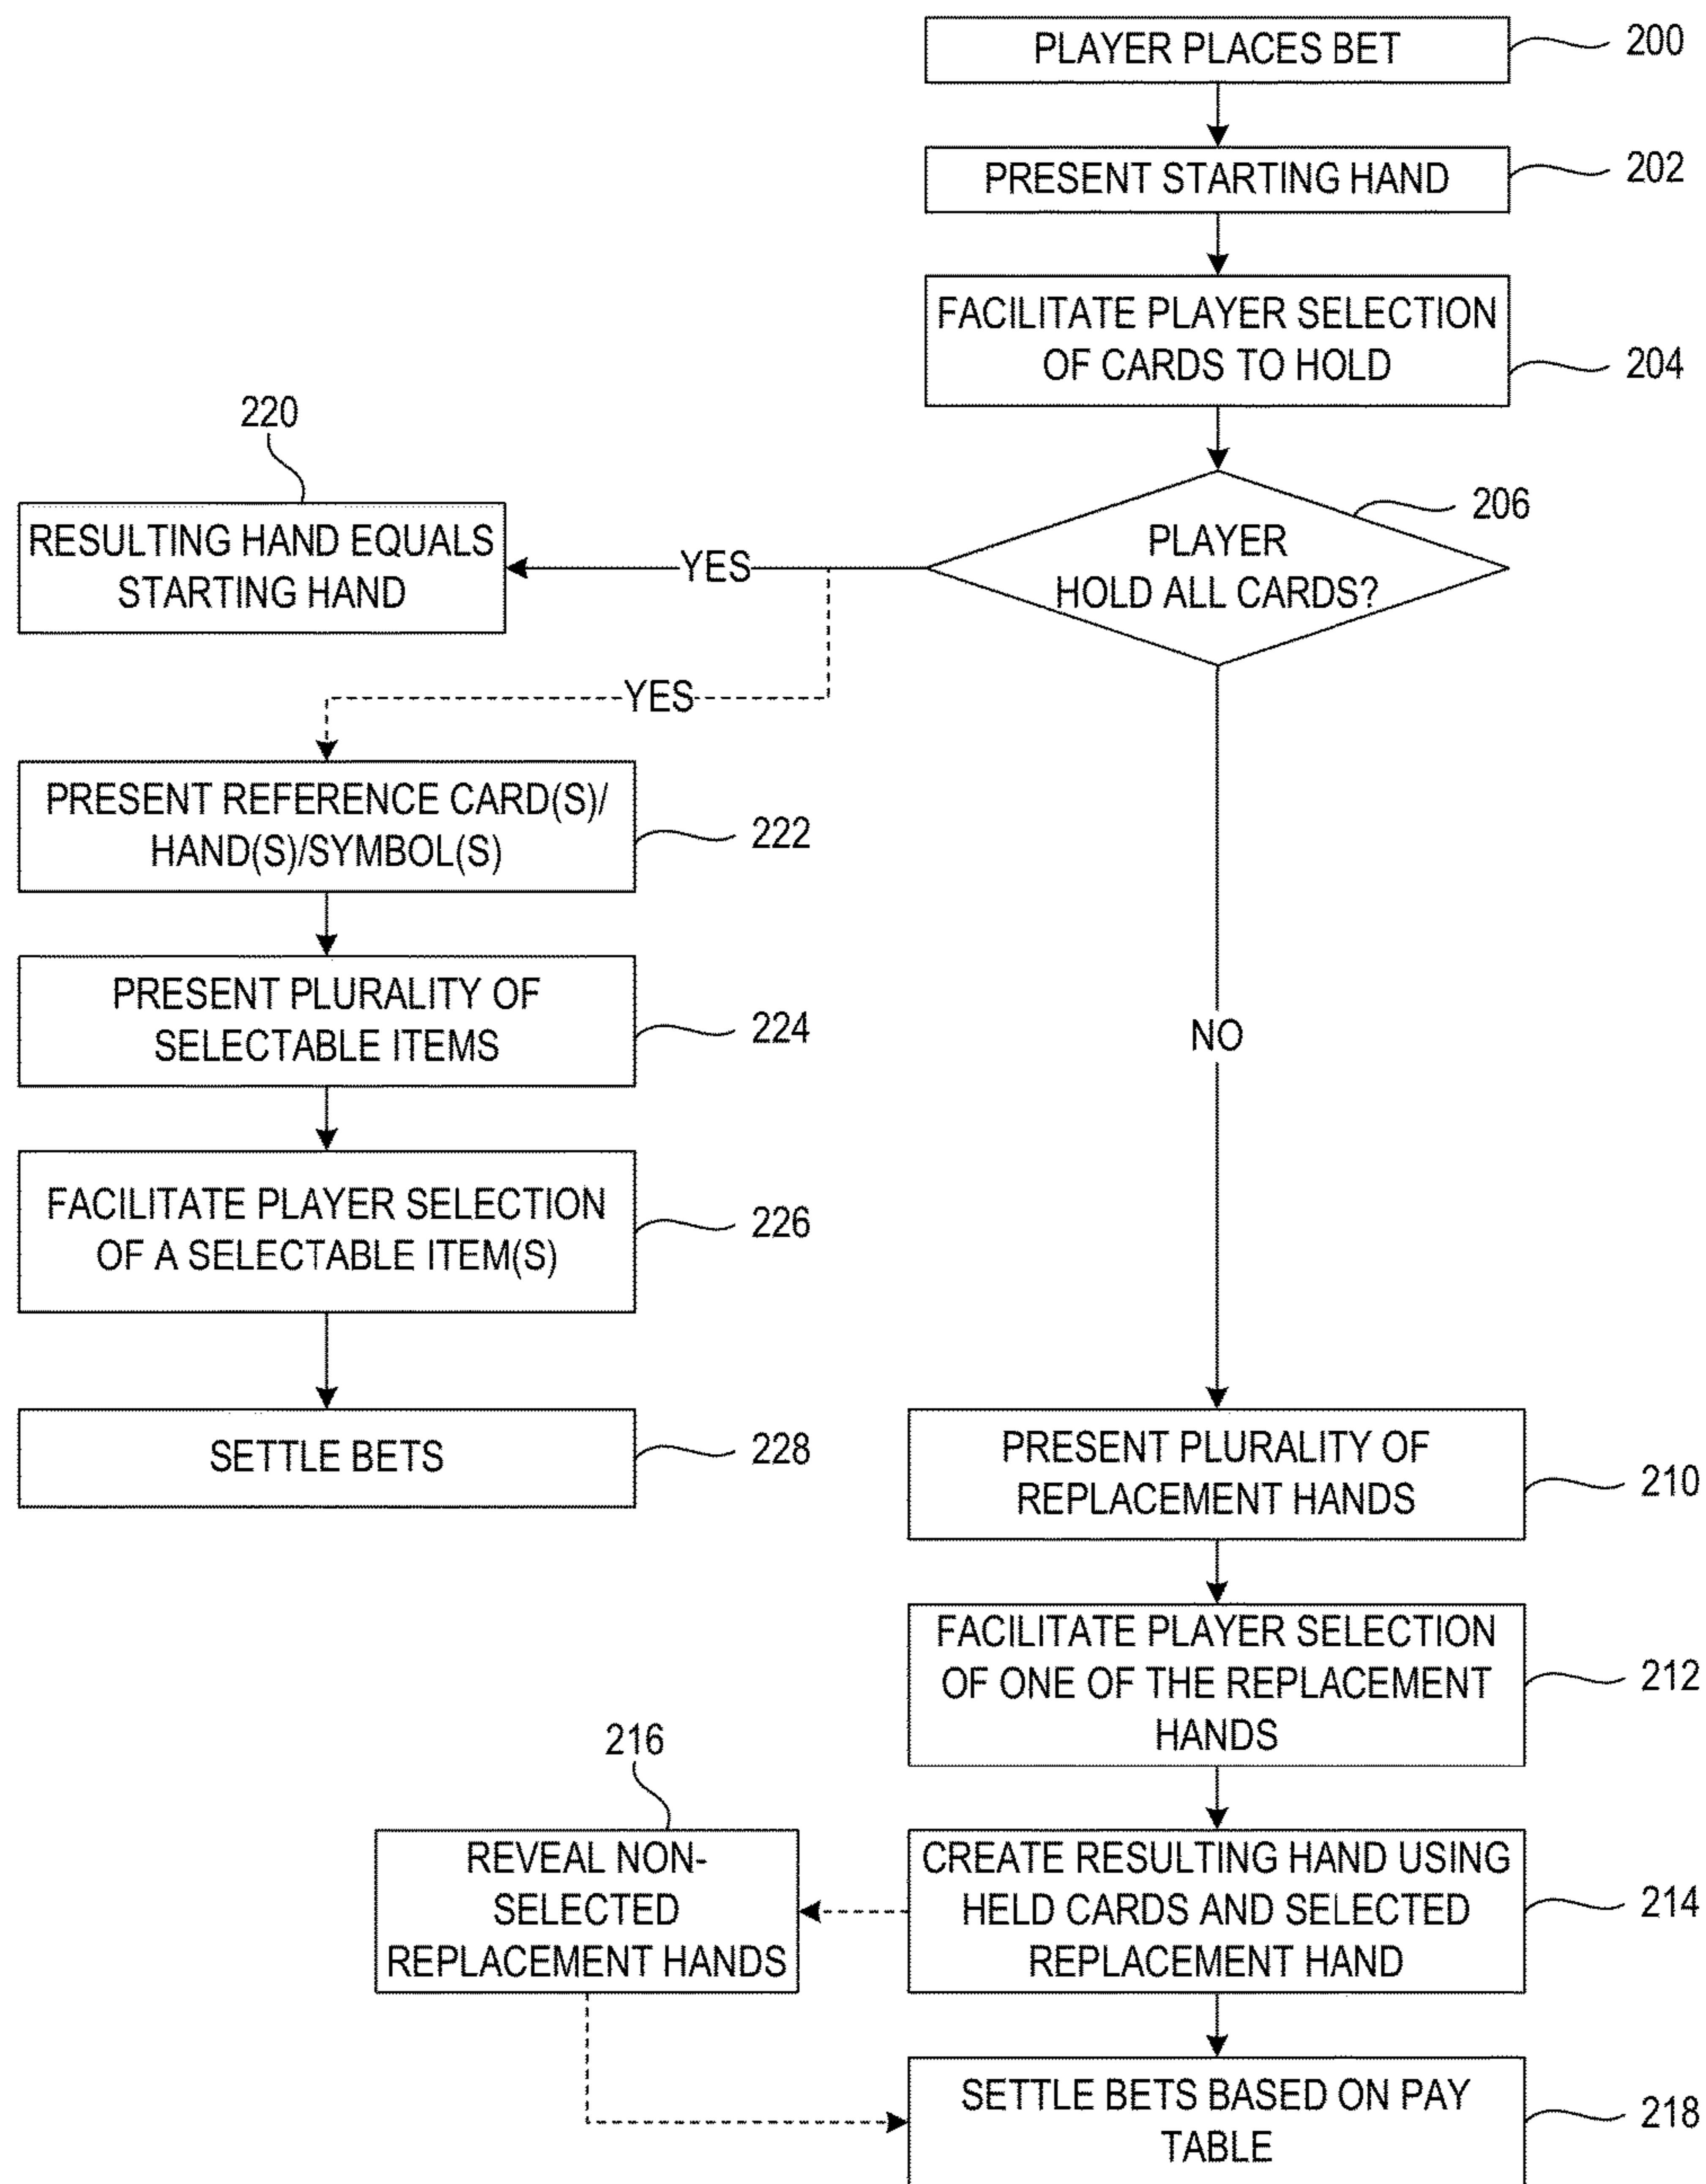 PLAYER PLACES BET
200
PRESENT STARTING HAND
202
FACILITATE PLAYER SELECTION
OF CARDS TO HOLD
204
PLAYER
HOLD ALL CARDS?
206
YES
220
RESULTING HAND EQUALS
STARTING HAND
YES
PRESENT REFERENCE CARD(S)/
HAND(S)/SYMBOL(S)
222
PRESENT PLURALITY OF
SELECTABLE ITEMS
224
FACILITATE PLAYER SELECTION
OF A SELECTABLE ITEM(S)
226
SETTLE BETS
228
NO
PRESENT PLURALITY OF
REPLACEMENT HANDS
210
FACILITATE PLAYER SELECTION
OF ONE OF THE REPLACEMENT
HANDS
212
CREATE RESULTING HAND USING
HELD CARDS AND SELECTED
REPLACEMENT HAND
214
216
REVEAL NON-
SELECTED
REPLACEMENT HANDS
SETTLE BETS BASED ON PAY
TABLE
218